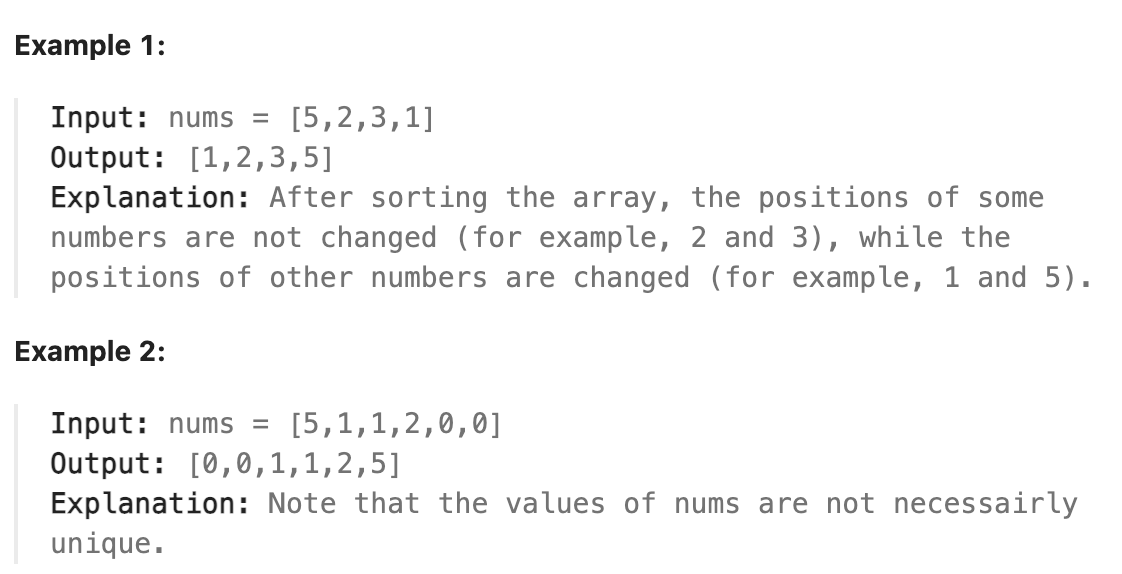 Example 1:
Input: nums = [5,2,3,1]
Output: [1,2,3,5]
Explanation: After sorting the array, the positions of some
numbers are not changed (for example, 2 and 3), while the
positions of other numbers are changed (for example, 1 and 5).
Example 2:
Input: nums = [5,1,1,2,0,0]
Output: [0,0,1,1,2,5]
Explanation: Note that the values of nums are not necessairly
unique.